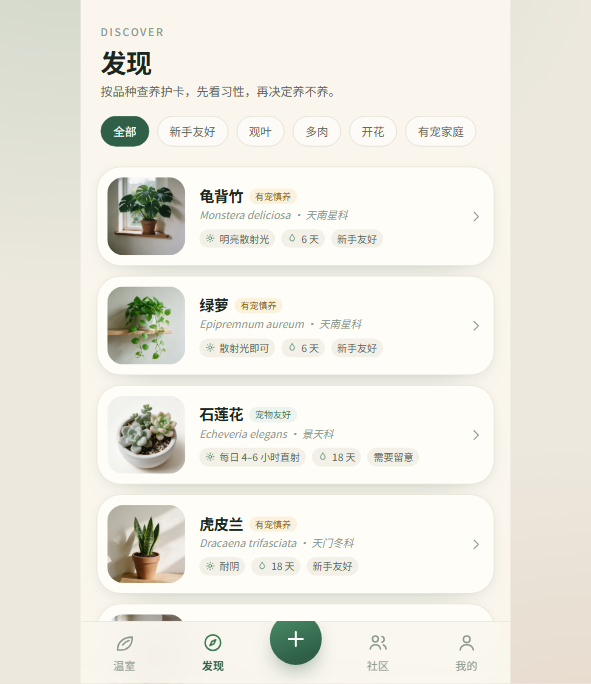 DISCOVER
发现
按品种查养护卡，先看习性，再决定养不养。
全部 新手友好 观叶 多肉 开花 有宠家庭
龟背竹 有宠慎养
Monstera deliciosa · 天南星科
明亮散射光 6 天 新手友好
绿萝 有宠慎养
Epipremnum aureum · 天南星科
散射光即可 6 天 新手友好
石莲花 宠物友好
Echeveria elegans · 景天科
每日 4–6 小时直射 18 天 需要留意
虎皮兰 有宠慎养
Dracaena trifasciata · 天门冬科
耐阴 18 天 新手友好
温室 发现 社区 我的